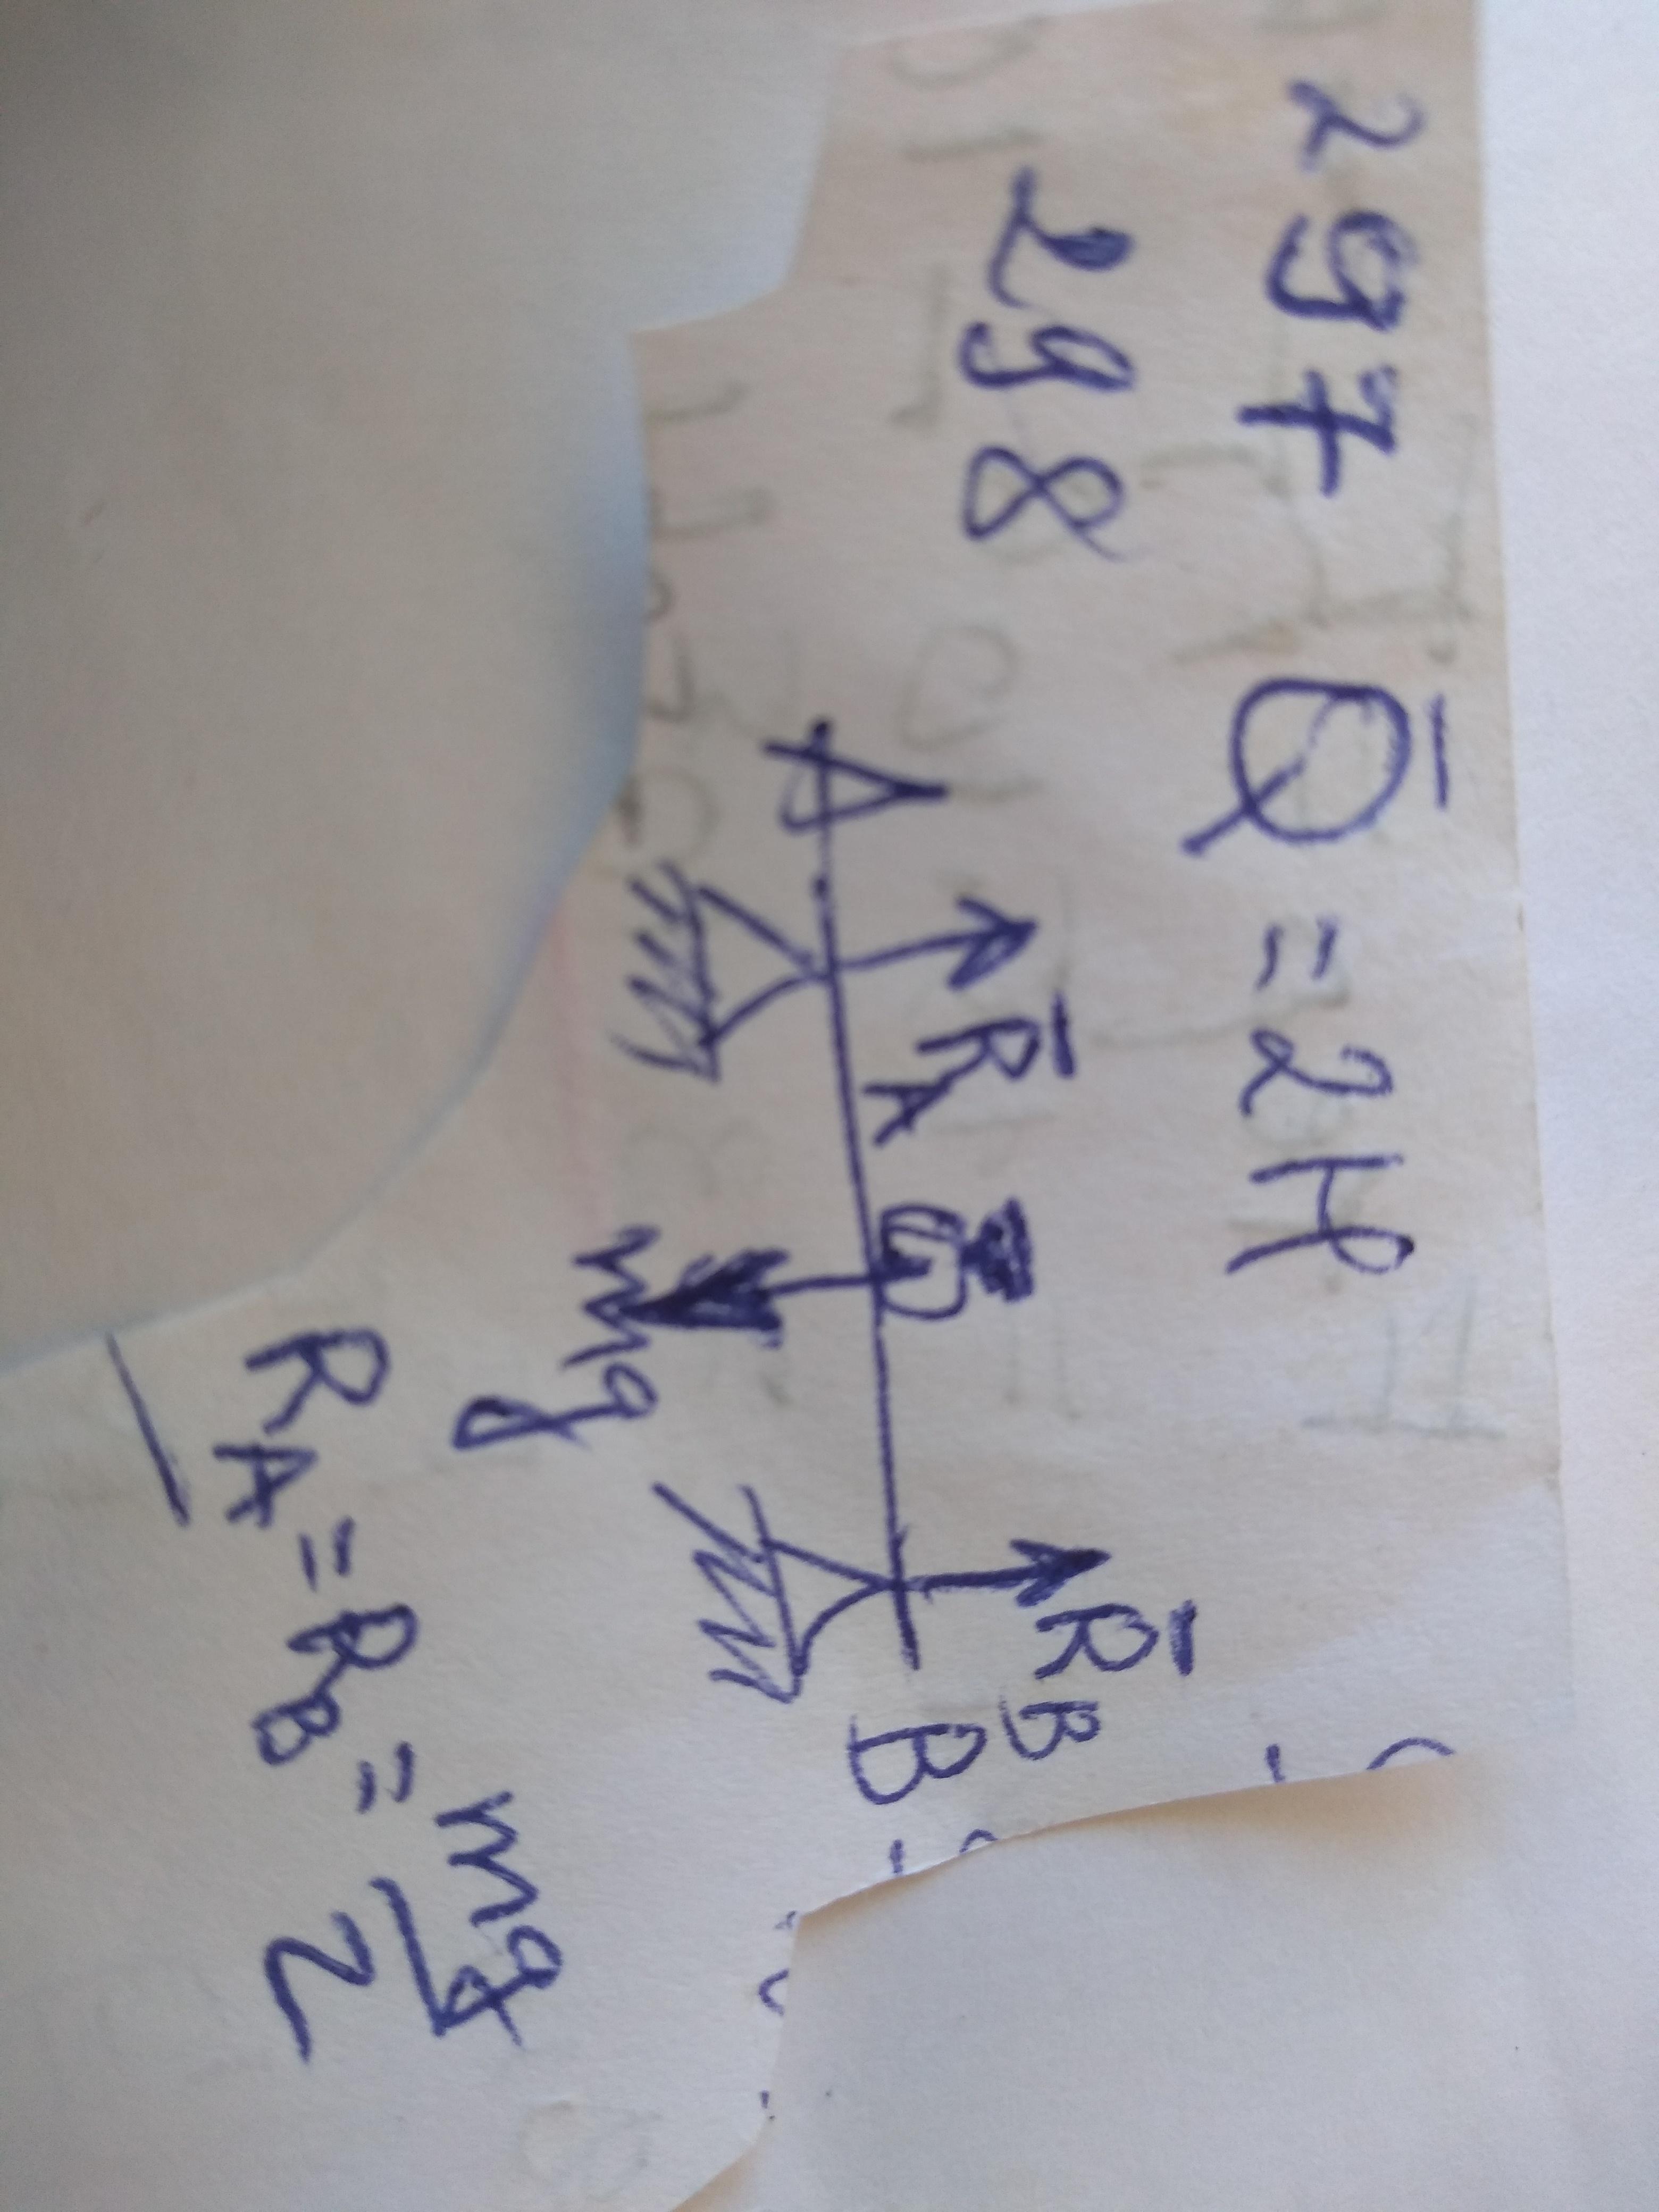 297 Q̄ = 2H
298
R̄A R̄B
A B
mg
RA = RB = mg/2